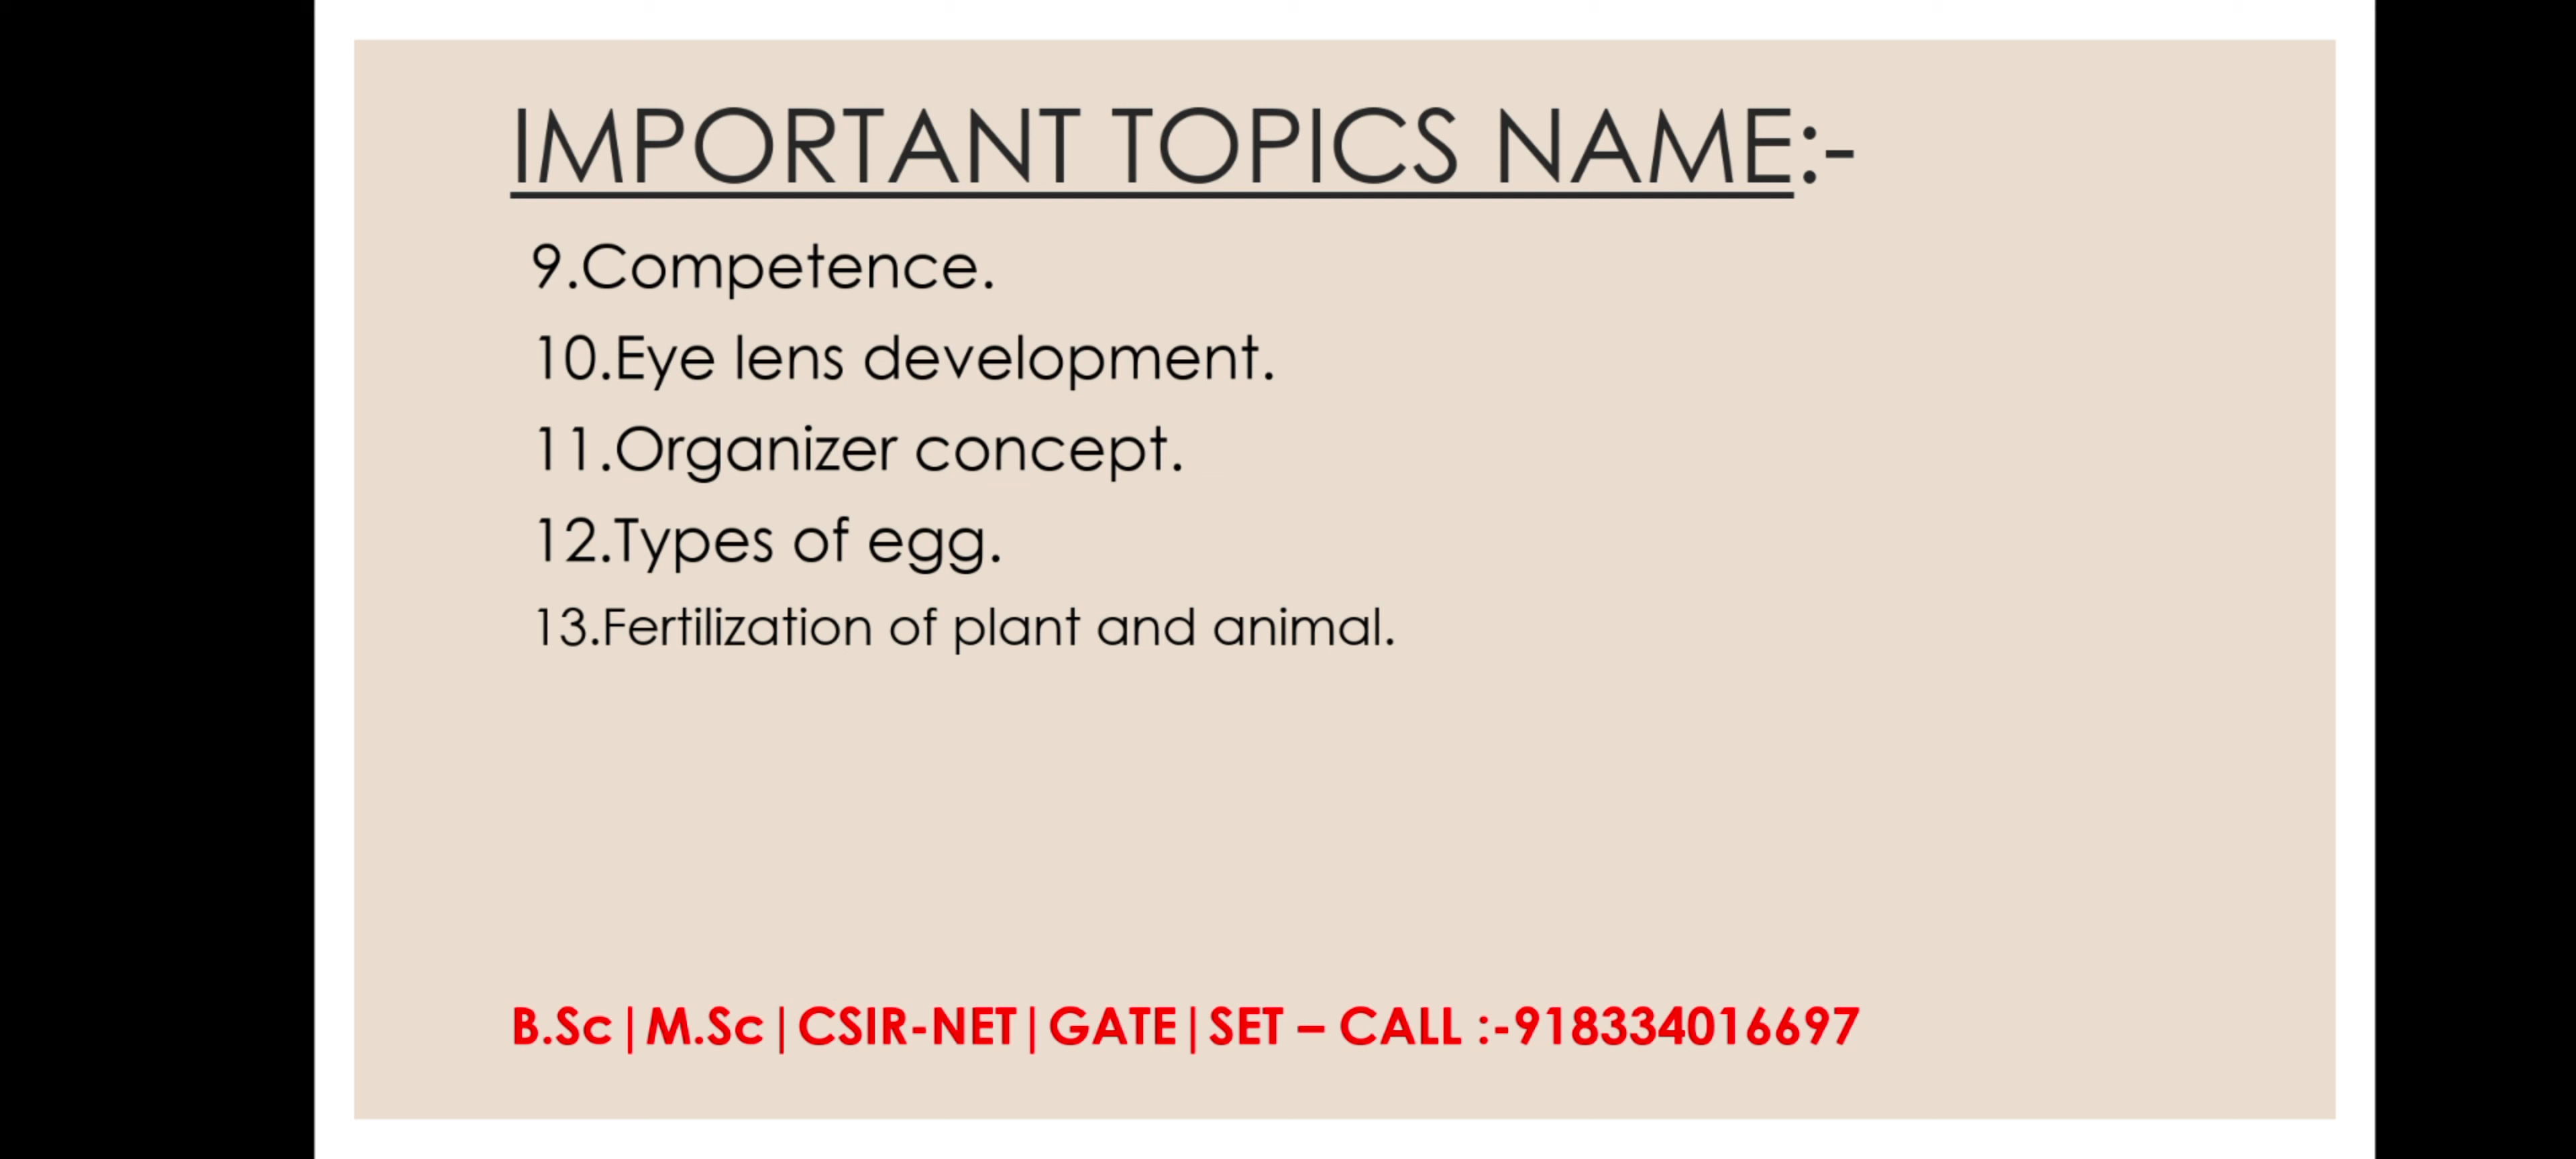 IMPORTANT TOPICS NAME:-
9.Competence.
10.Eye lens development.
11.Organizer concept.
12.Types of egg.
13.Fertilization of plant and animal.
B.Sc|M.Sc|CSIR-NET|GATE|SET – CALL :-918334016697